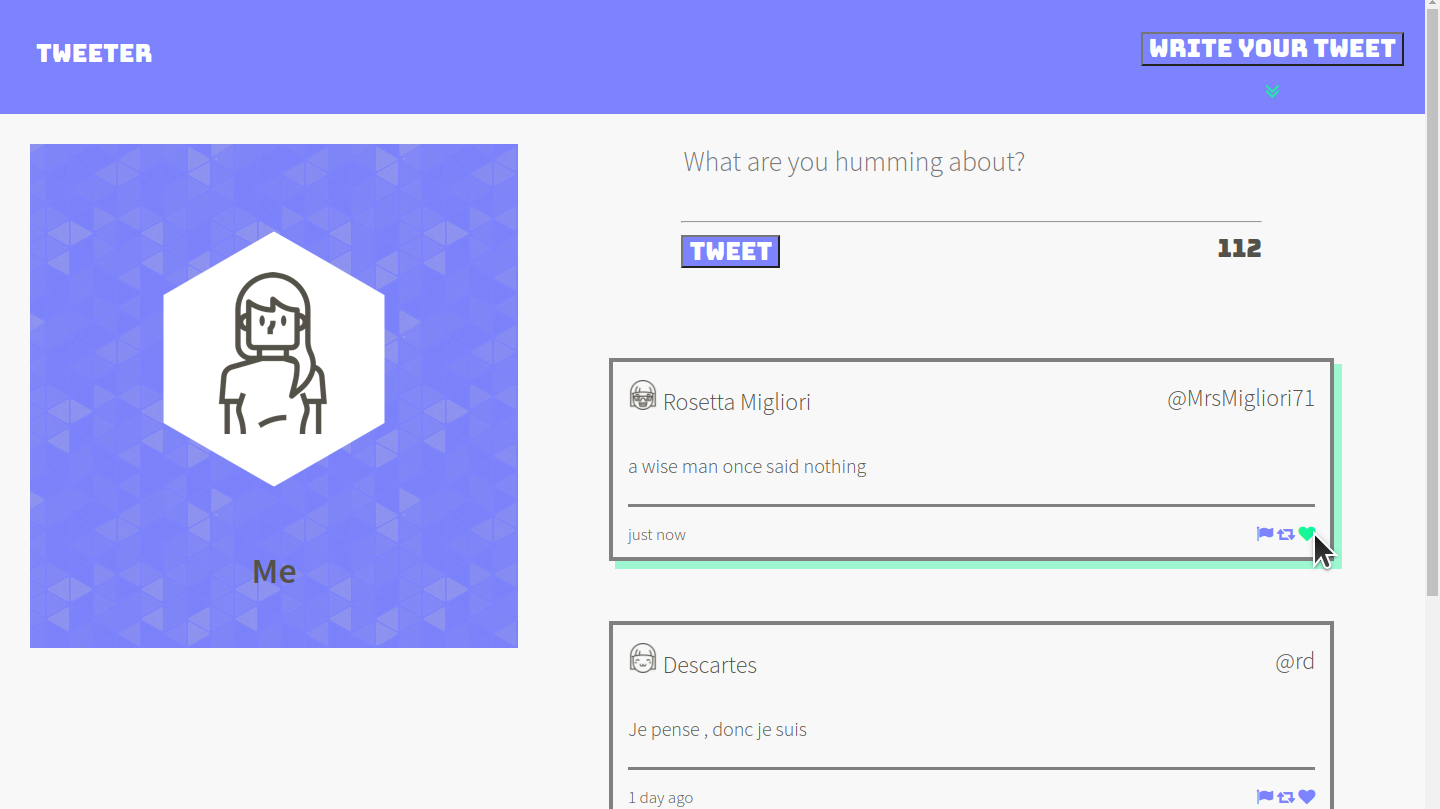 TWEETER
WRITE YOUR TWEET
Me
What are you humming about?
TWEET
112
Rosetta Migliori
@MrsMigliori71
a wise man once said nothing
just now
Descartes
@rd
Je pense , donc je suis
1 day ago